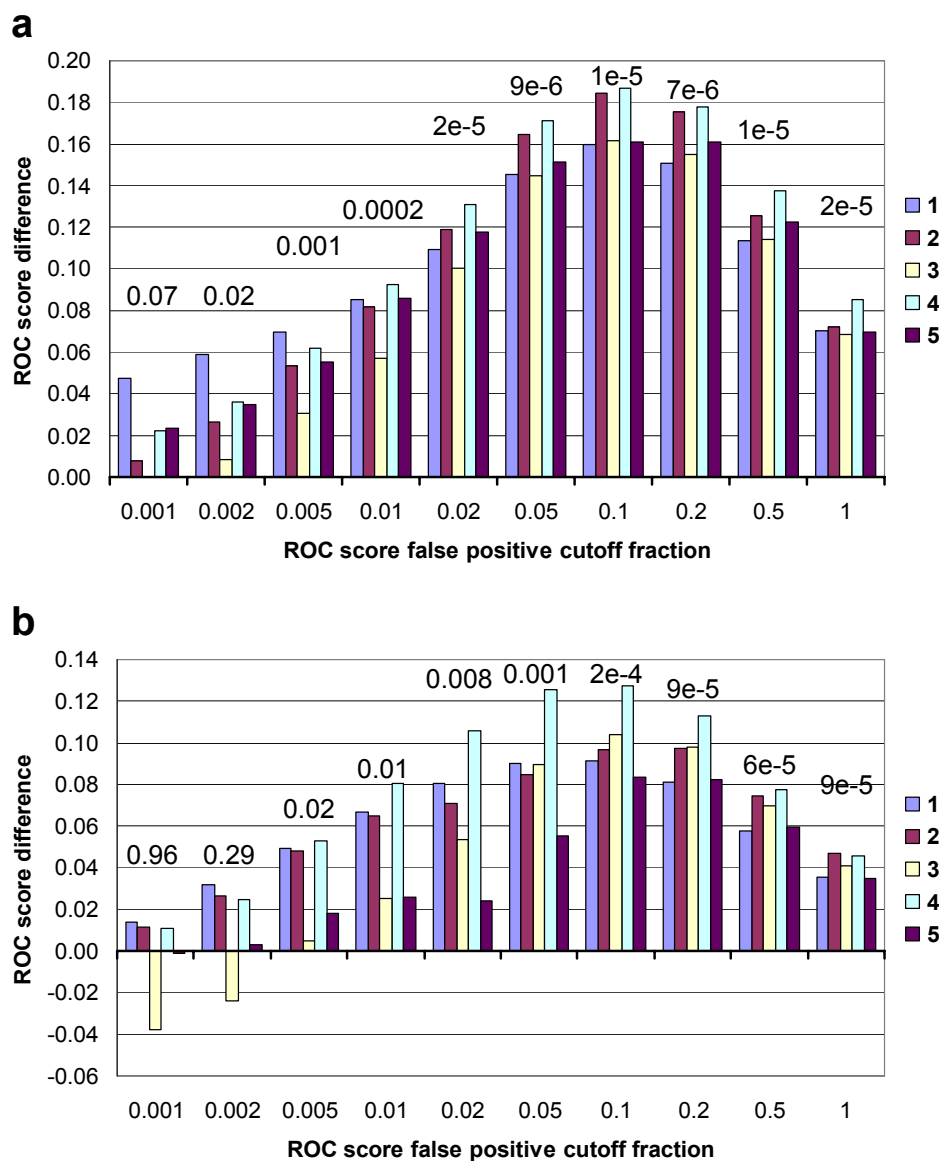 a
0.20
0.18
0.16
0.14
0.12
0.10
0.08
0.06
0.04
0.02
0.00
ROC score difference
0.07
0.02
0.001
0.0002
2e-5
9e-6
1e-5
7e-6
1e-5
2e-5
0.001 0.002 0.005 0.01 0.02 0.05 0.1 0.2 0.5 1
ROC score false positive cutoff fraction
1
2
3
4
5
b
0.14
0.12
0.10
0.08
0.06
0.04
0.02
0.00
-0.02
-0.04
-0.06
ROC score difference
0.96
0.29
0.02
0.01
0.008
0.001
2e-4
9e-5
6e-5
9e-5
0.001 0.002 0.005 0.01 0.02 0.05 0.1 0.2 0.5 1
ROC score false positive cutoff fraction
1
2
3
4
5